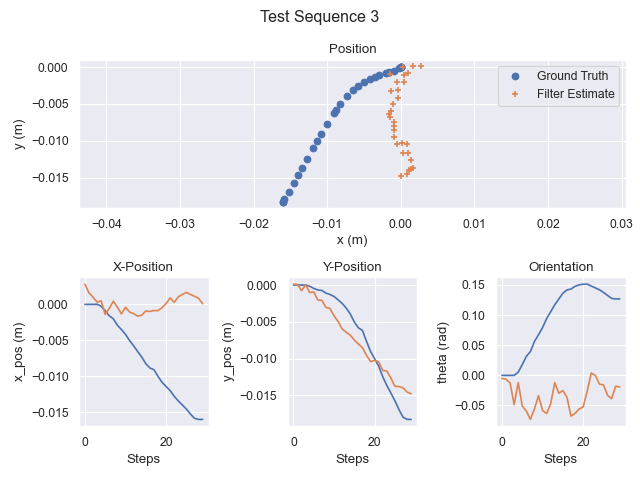 Test Sequence 3
Position
0.000
−0.005
−0.010
−0.015
y (m)
Ground Truth
Filter Estimate
−0.04
−0.03
−0.02
−0.01
0.00
0.01
0.02
0.03
x (m)
X-Position
0.000
−0.005
−0.010
−0.015
x_pos (m)
0
20
Steps
Y-Position
0.000
−0.005
−0.010
−0.015
y_pos (m)
0
20
Steps
Orientation
0.15
0.10
0.05
0.00
−0.05
theta (rad)
0
20
Steps